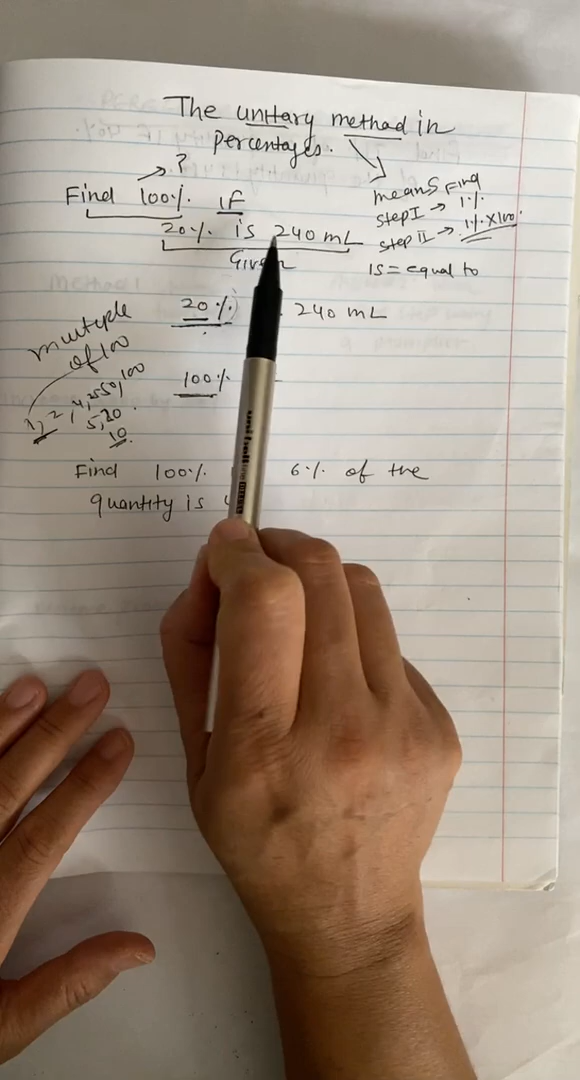 The unitary method in
percentages.
?
Find 100% if
20% is 240 mL
Given
means Find
step I → 1%
step II → 1% x 100
is = equal to
20% 240 mL
100%
multiple
of 100
1, 2, 4, 25, 50, 100
5, 20
10
Find 100% 6% of the
quantity is
uniball